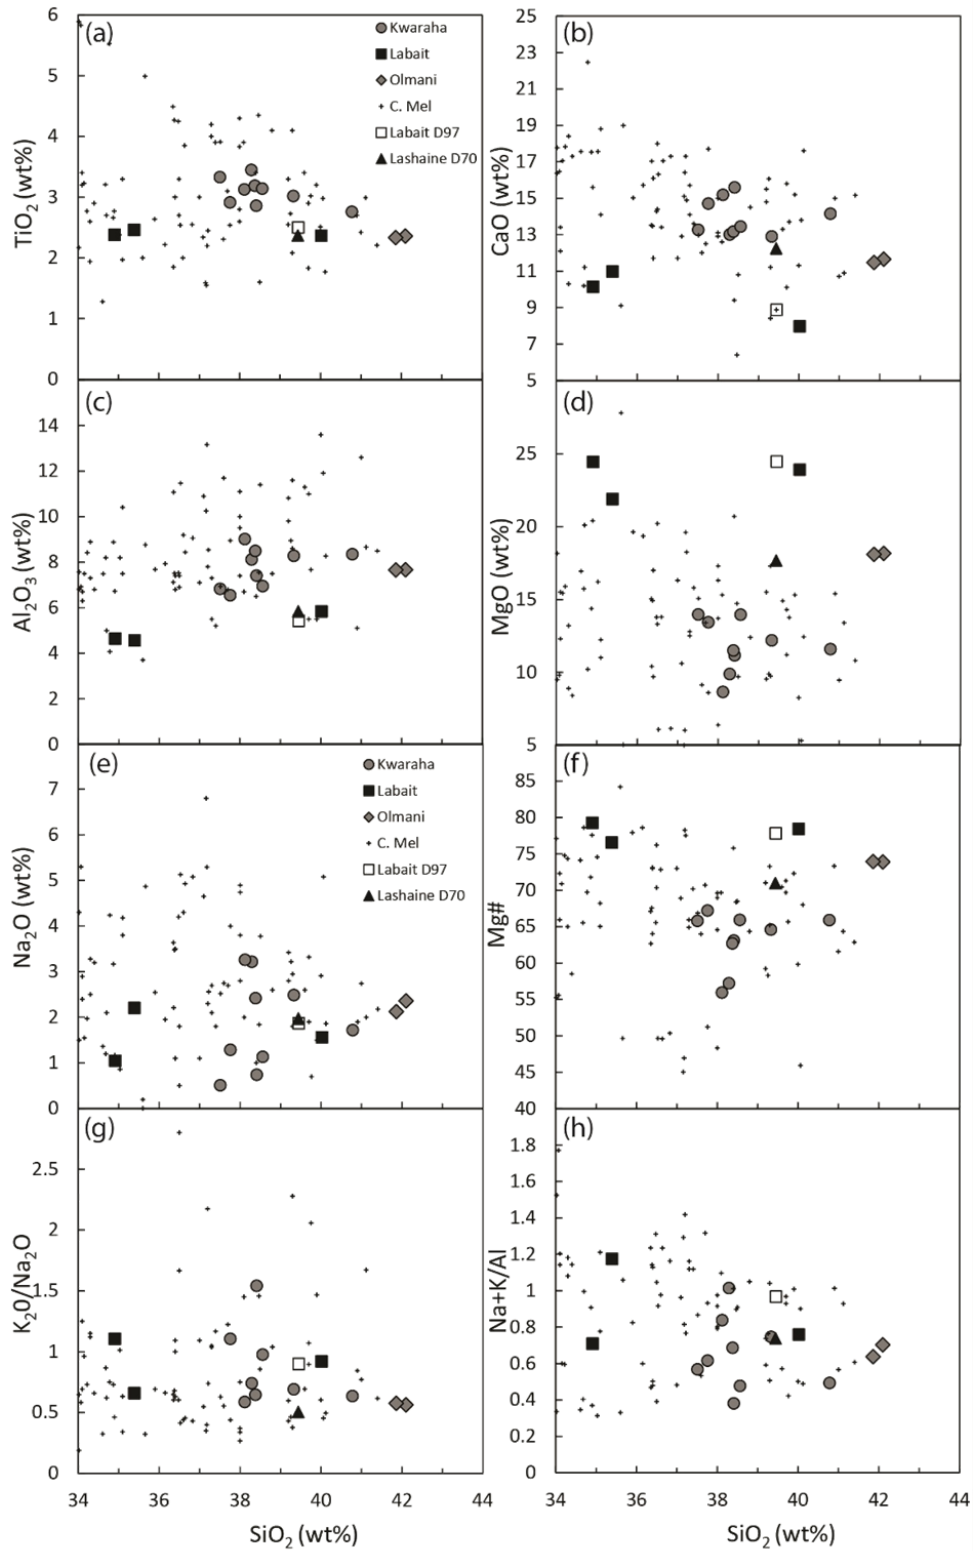 (a)
6
5
4
3
2
1
0
TiO₂ (wt%)
Kwaraha
Labait
Olmani
C. Mel
Labait D97
Lashaine D70
(b)
25
23
21
19
17
15
13
11
9
7
5
CaO (wt%)
(c)
14
12
10
8
6
4
2
0
Al₂O₃ (wt%)
(d)
25
20
15
10
5
MgO (wt%)
(e)
7
6
5
4
3
2
1
0
Na₂O (wt%)
Kwaraha
Labait
Olmani
C. Mel
Labait D97
Lashaine D70
(f)
85
80
75
70
65
60
55
50
45
40
Mg#
(g)
2.5
2
1.5
1
0.5
0
K₂0/Na₂O
34 36 38 40 42 44
SiO₂ (wt%)
(h)
1.8
1.6
1.4
1.2
1
0.8
0.6
0.4
0.2
0
Na+K/Al
34 36 38 40 42 44
SiO₂ (wt%)